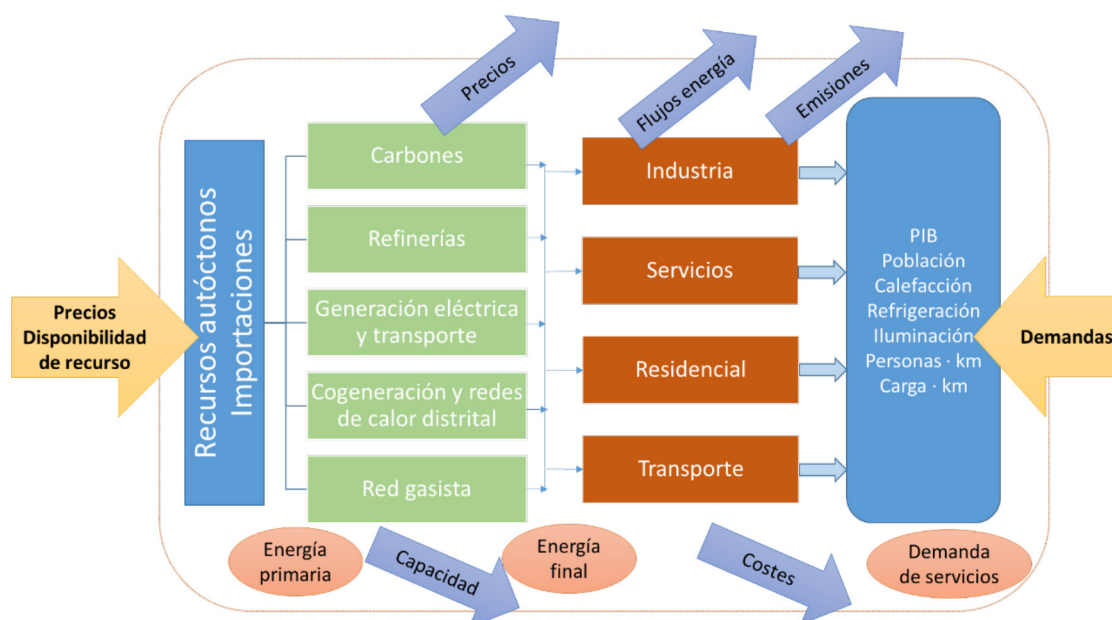 Precios
Flujos energía
Emisiones
Precios
Disponibilidad
de recurso
Recursos autóctonos
Importaciones
Carbones
Refinerías
Generación eléctrica
y transporte
Cogeneración y redes
de calor distrital
Red gasista
Industria
Servicios
Residencial
Transporte
PIB
Población
Calefacción
Refrigeración
Iluminación
Personas · km
Carga · km
Demandas
Energía
primaria
Capacidad
Energía
final
Costes
Demanda
de servicios